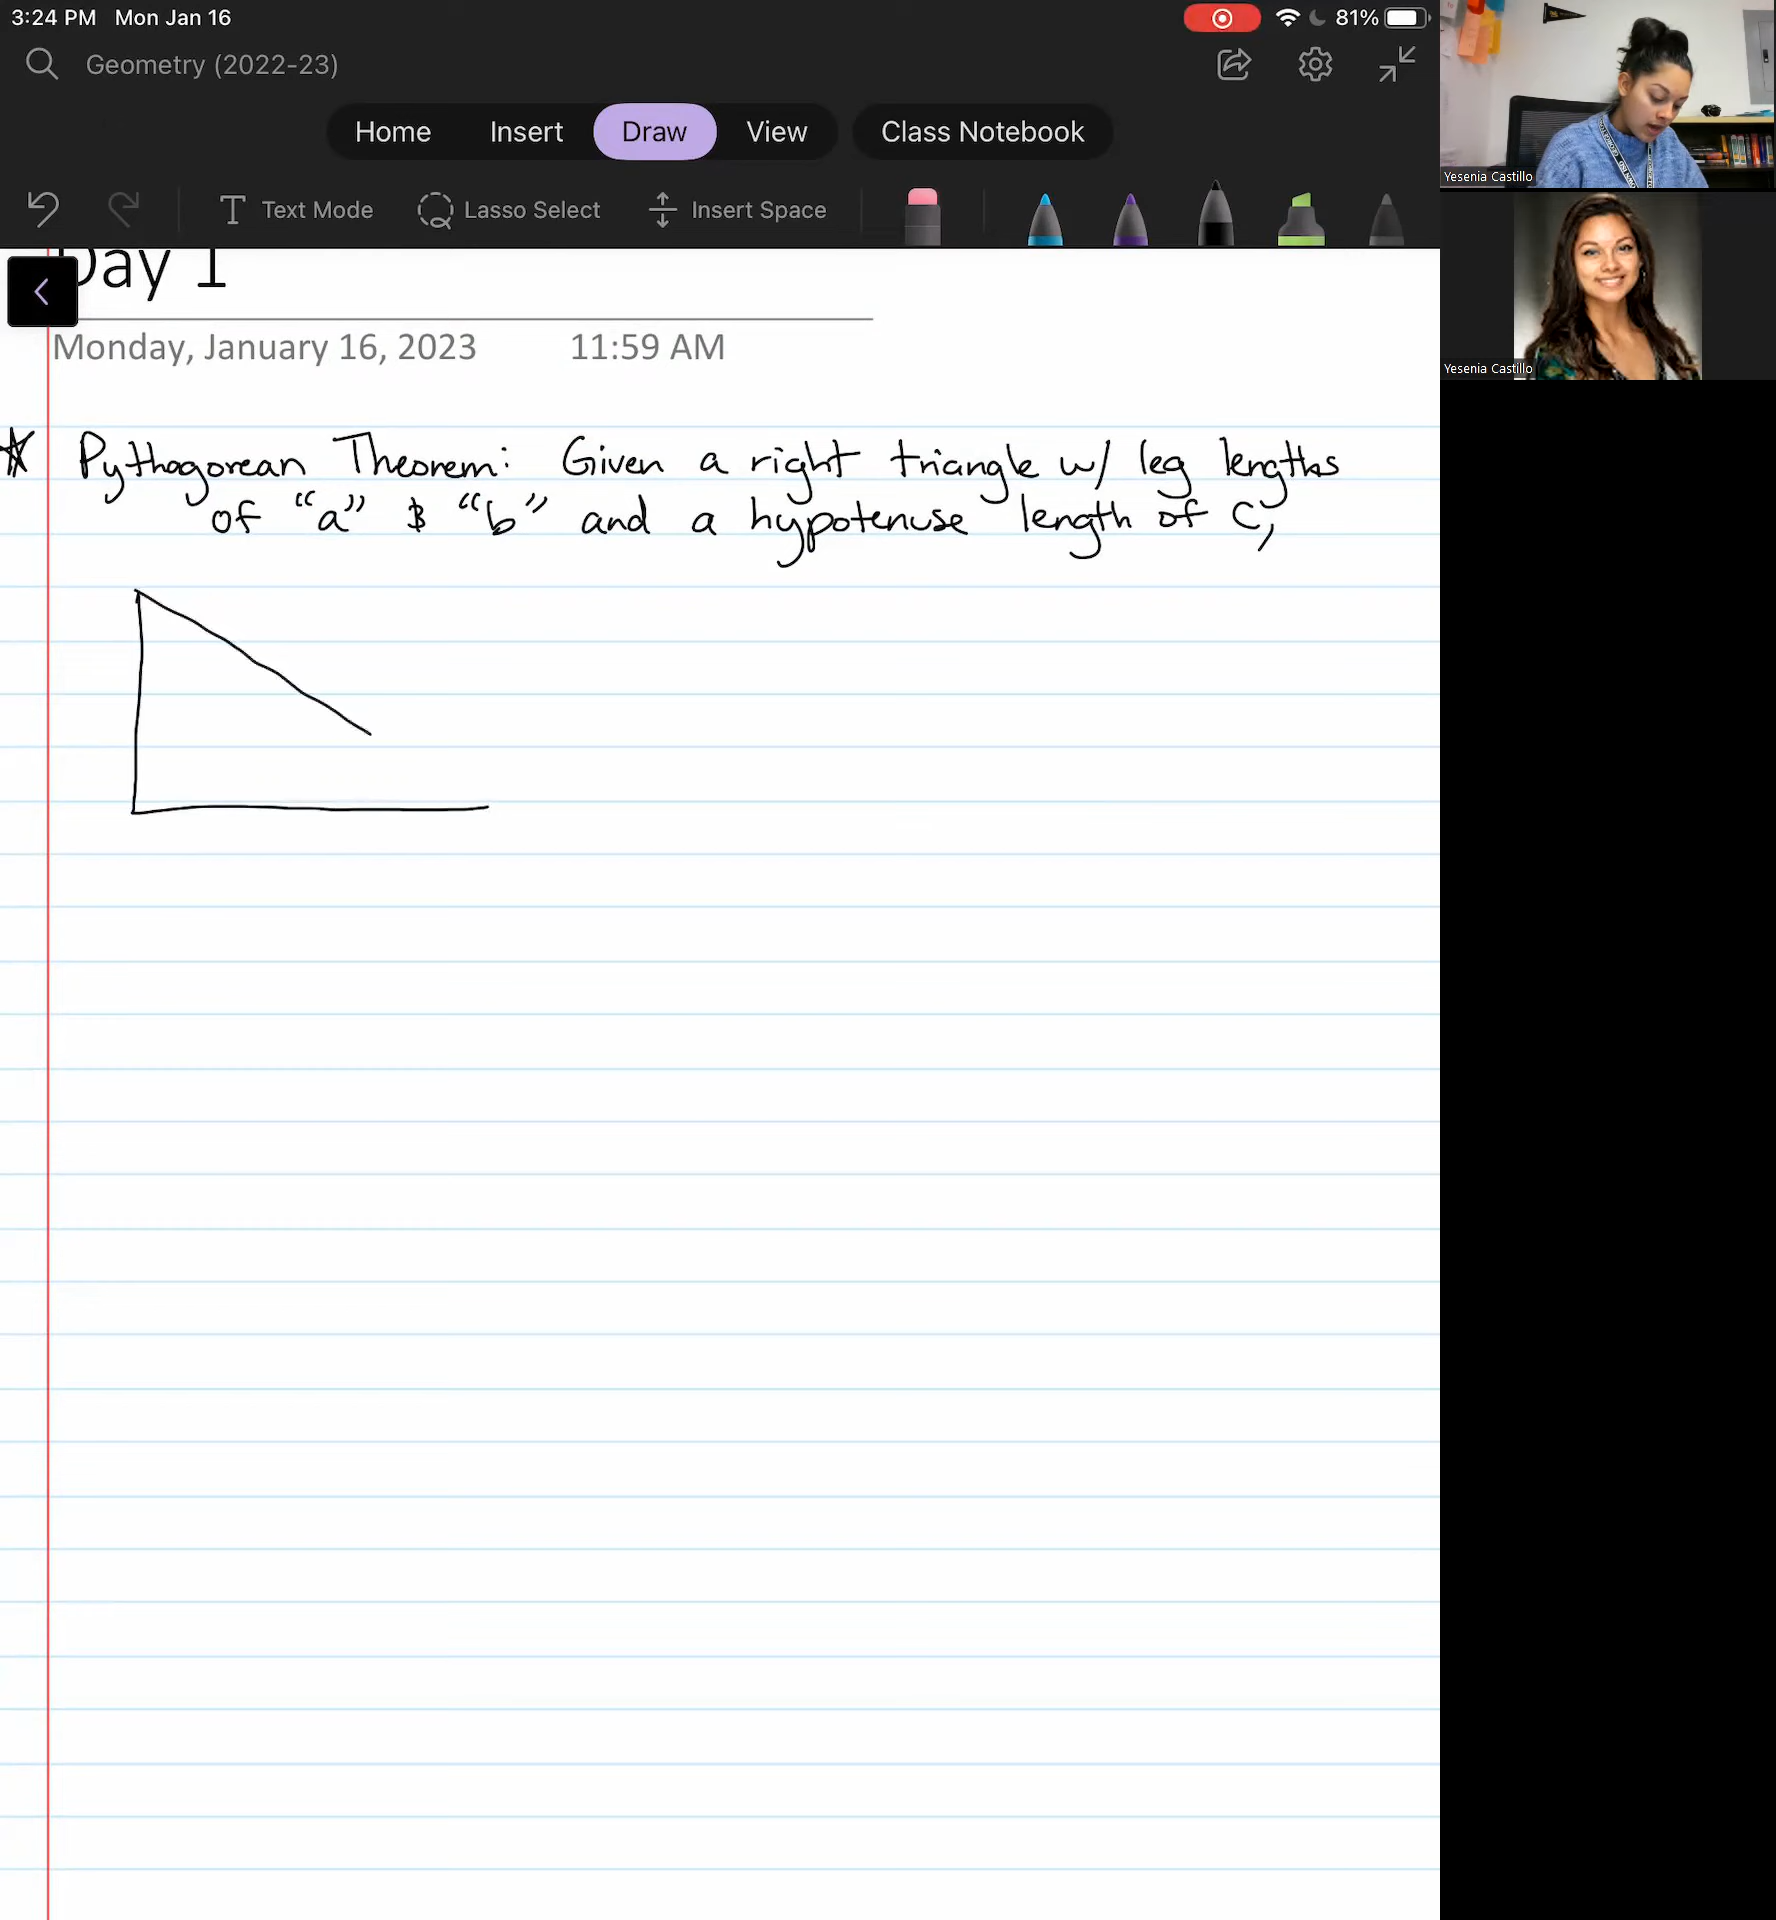 3:24 PM Mon Jan 16
81%
Geometry (2022-23)
Home Insert Draw View Class Notebook
Text Mode Lasso Select Insert Space
Day 1
Monday, January 16, 2023 11:59 AM
Pythagorean Theorem: Given a right triangle w/ leg lengths
of "a" & "b" and a hypotenuse length of C,
Yesenia Castillo
Yesenia Castillo